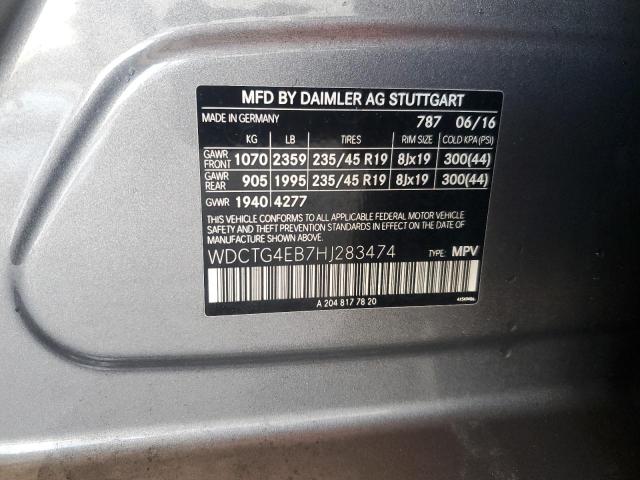 MFD BY DAIMLER AG STUTTGART
MADE IN GERMANY 787 06/16
KG LB TIRES RIM SIZE COLD KPA (PSI)
GAWR FRONT 1070 2359 235/45 R19 8Jx19 300(44)
GAWR REAR 905 1995 235/45 R19 8Jx19 300(44)
GVWR 1940 4277
THIS VEHICLE CONFORMS TO ALL APPLICABLE FEDERAL MOTOR VEHICLE
SAFETY, BUMPER, AND THEFT PREVENTION STANDARDS IN EFFECT ON THE DATE
OF MANUFACTURE SHOWN ABOVE.
WDCTG4EB7HJ283474 TYPE: MPV
A 204 817 78 20